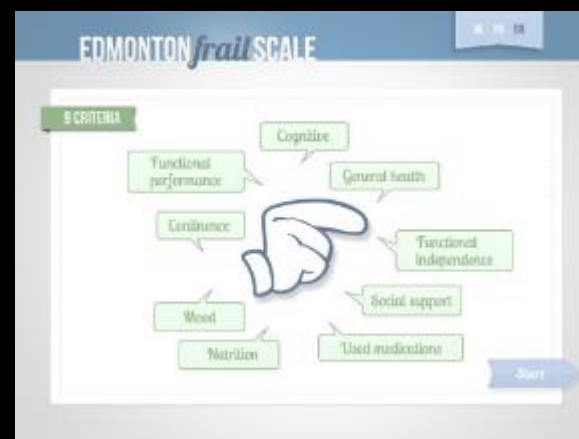 EDMONTON frail SCALE
EN
9 CRITERIA
Cognitive
Functional
performance
General health
Continence
Functional
independence
Social support
Mood
Used medications
Nutrition
Start